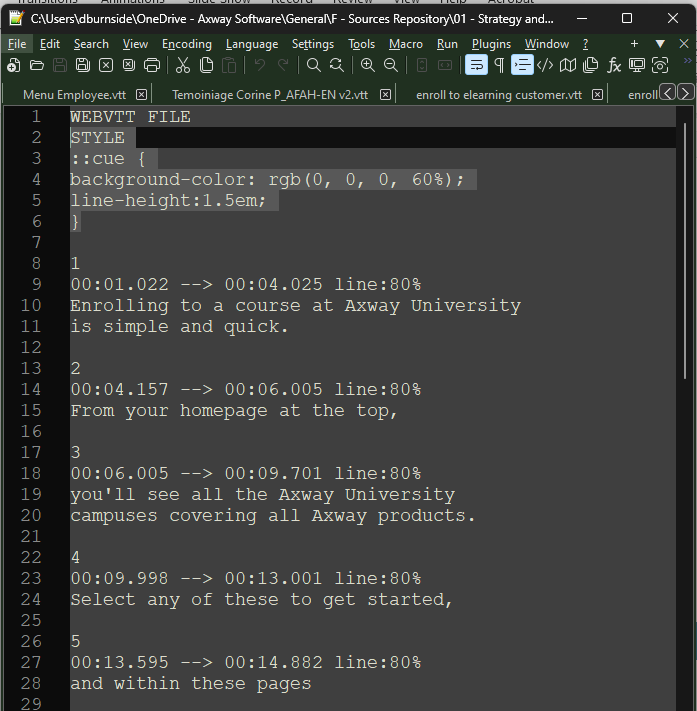 Animations Slide Show Record Review View Help Acrobat
C:\Users\dburnside\OneDrive - Axway Software\General\F - Sources Repository\01 - Strategy and...
File Edit Search View Encoding Language Settings Tools Macro Run Plugins Window ? + ▼ X
Menu Employee.vtt Temoiniage Corine P_AFAH-EN v2.vtt enroll to elearning customer.vtt enroll
1 WEBVTT FILE
2 STYLE
3 ::cue {
4 background-color: rgb(0, 0, 0, 60%);
5 line-height:1.5em;
6 }
7
8 1
9 00:01.022 --> 00:04.025 line:80%
10 Enrolling to a course at Axway University
11 is simple and quick.
12
13 2
14 00:04.157 --> 00:06.005 line:80%
15 From your homepage at the top,
16
17 3
18 00:06.005 --> 00:09.701 line:80%
19 you'll see all the Axway University
20 campuses covering all Axway products.
21
22 4
23 00:09.998 --> 00:13.001 line:80%
24 Select any of these to get started,
25
26 5
27 00:13.595 --> 00:14.882 line:80%
28 and within these pages
29